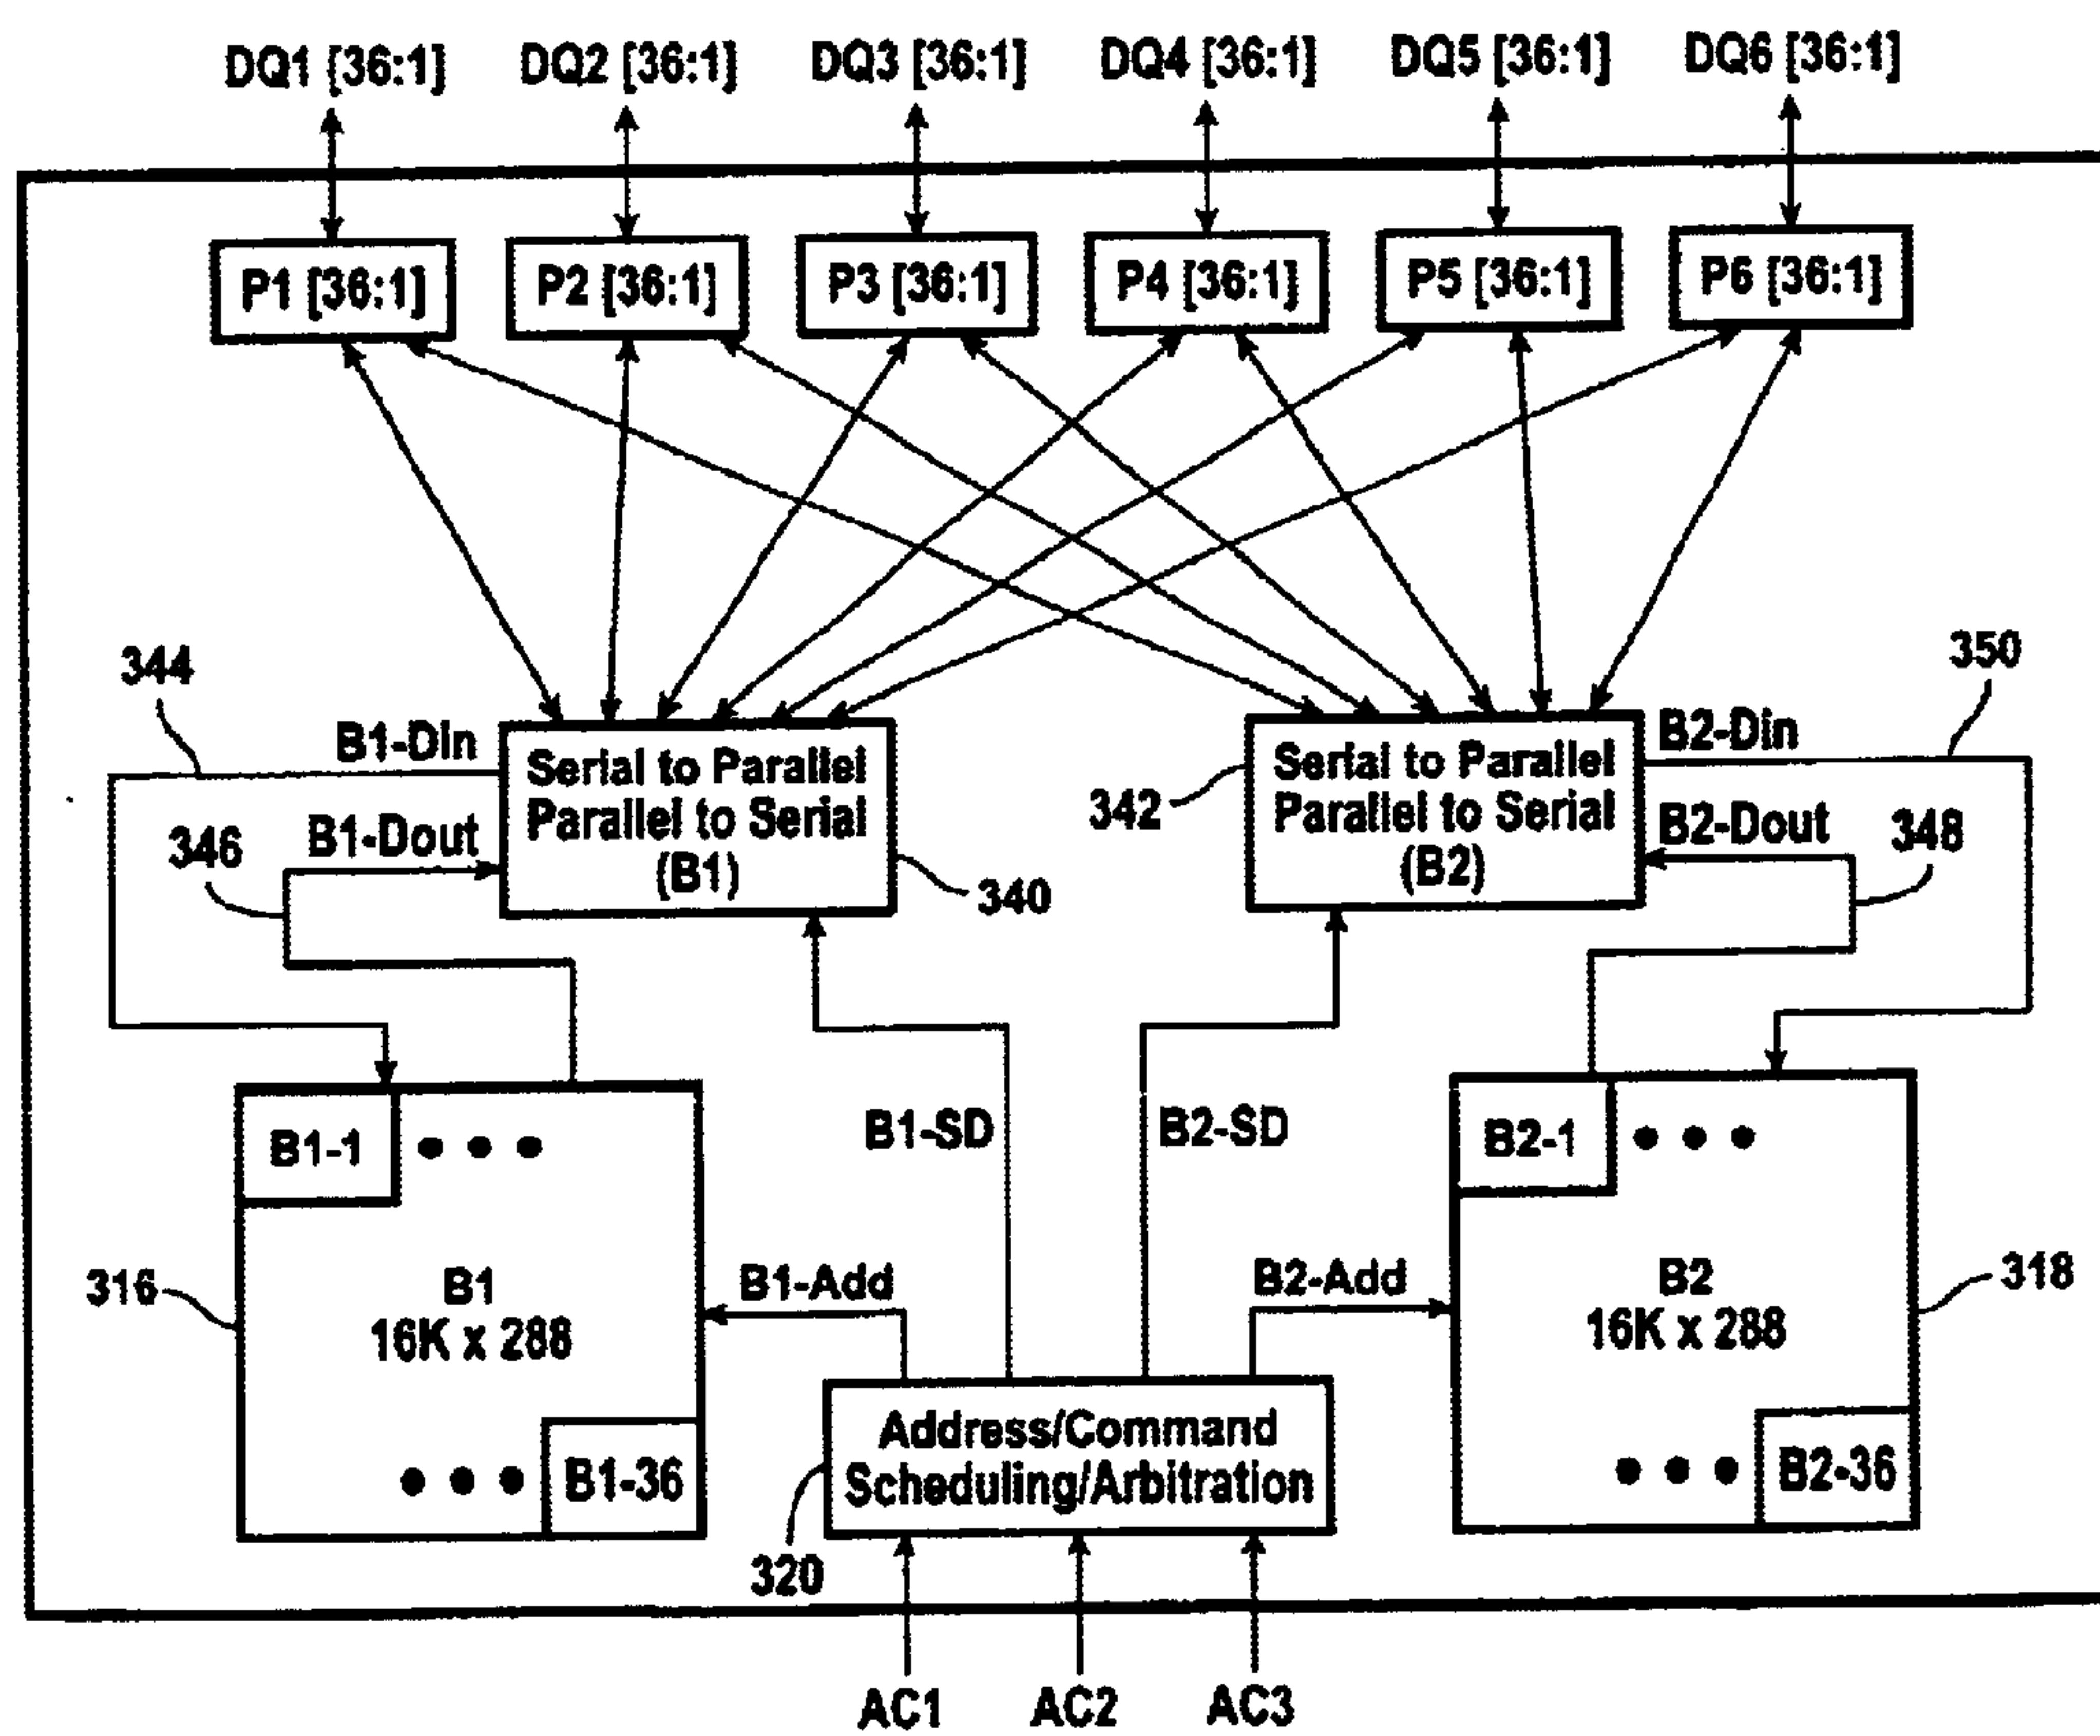 DQ1 [36:1] DQ2 [36:1] DQ3 [36:1] DQ4 [36:1] DQ5 [36:1] DQ6 [36:1]
P1 [36:1] P2 [36:1] P3 [36:1] P4 [36:1] P5 [36:1] P6 [36:1]
344
350
B1-Din
Serial to Parallel
Parallel to Serial
(B1)
B1-Dout
346
340
342
Serial to Parallel
Parallel to Serial
(B2)
B2-Din
B2-Dout
348
B1-1
B1-SD
B2-SD
B2-1
316
B1
16K x 288
B1-Add
B2-Add
B2
16K x 288
318
B1-36
Address/Command
Scheduling/Arbitration
B2-36
320
AC1 AC2 AC3